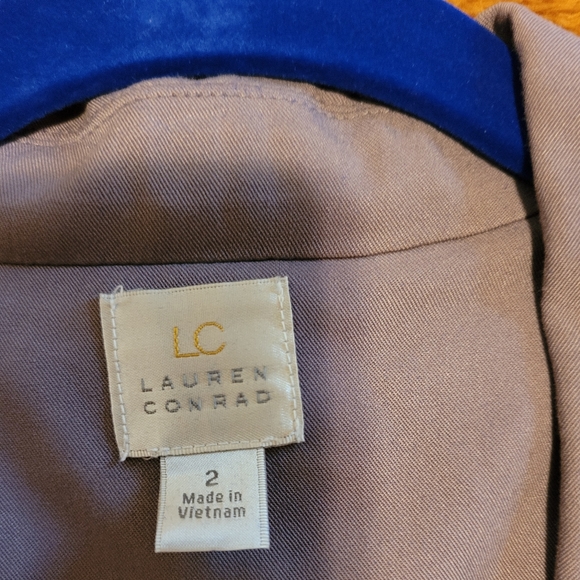 LC
LAUREN
CONRAD
2
Made in
Vietnam